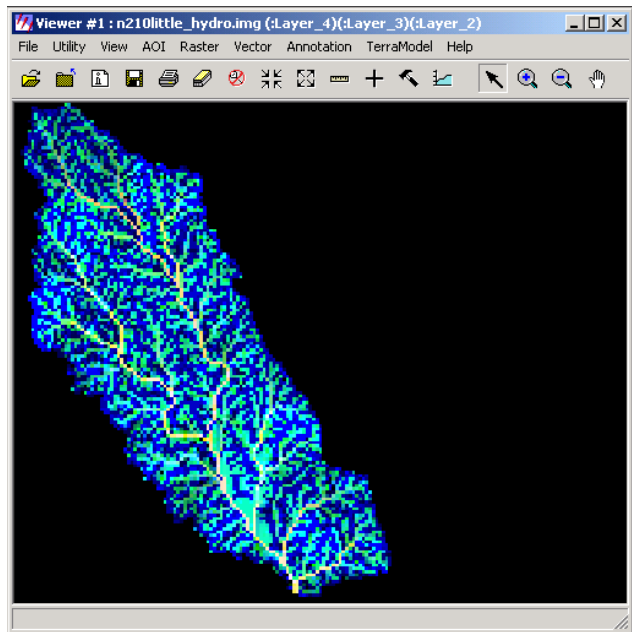 Viewer #1 : n210little_hydro.img (:Layer_4)(:Layer_3)(:Layer_2)
File Utility View AOI Raster Vector Annotation TerraModel Help